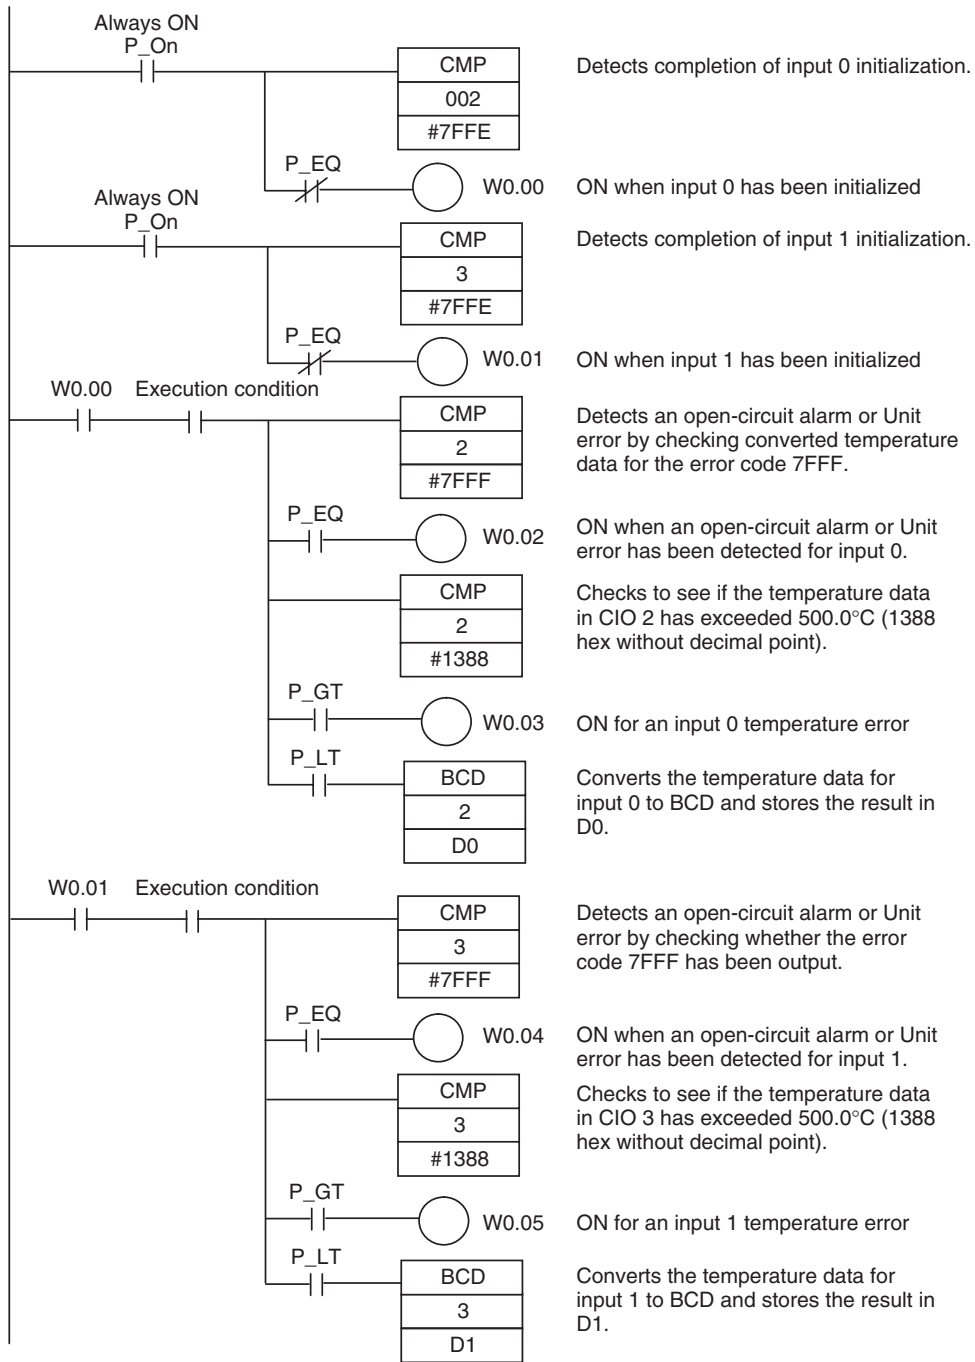 Always ON
P_On
CMP
002
#7FFE
Detects completion of input 0 initialization.
P_EQ
W0.00
ON when input 0 has been initialized
Always ON
P_On
CMP
3
#7FFE
Detects completion of input 1 initialization.
P_EQ
W0.01
ON when input 1 has been initialized
W0.00
Execution condition
CMP
2
#7FFF
Detects an open-circuit alarm or Unit
error by checking converted temperature
data for the error code 7FFF.
P_EQ
W0.02
ON when an open-circuit alarm or Unit
error has been detected for input 0.
CMP
2
#1388
Checks to see if the temperature data
in CIO 2 has exceeded 500.0°C (1388
hex without decimal point).
P_GT
W0.03
ON for an input 0 temperature error
P_LT
BCD
2
D0
Converts the temperature data for
input 0 to BCD and stores the result in
D0.
W0.01
Execution condition
CMP
3
#7FFF
Detects an open-circuit alarm or Unit
error by checking whether the error
code 7FFF has been output.
P_EQ
W0.04
ON when an open-circuit alarm or Unit
error has been detected for input 1.
CMP
3
#1388
Checks to see if the temperature data
in CIO 3 has exceeded 500.0°C (1388
hex without decimal point).
P_GT
W0.05
ON for an input 1 temperature error
P_LT
BCD
3
D1
Converts the temperature data for
input 1 to BCD and stores the result in
D1.